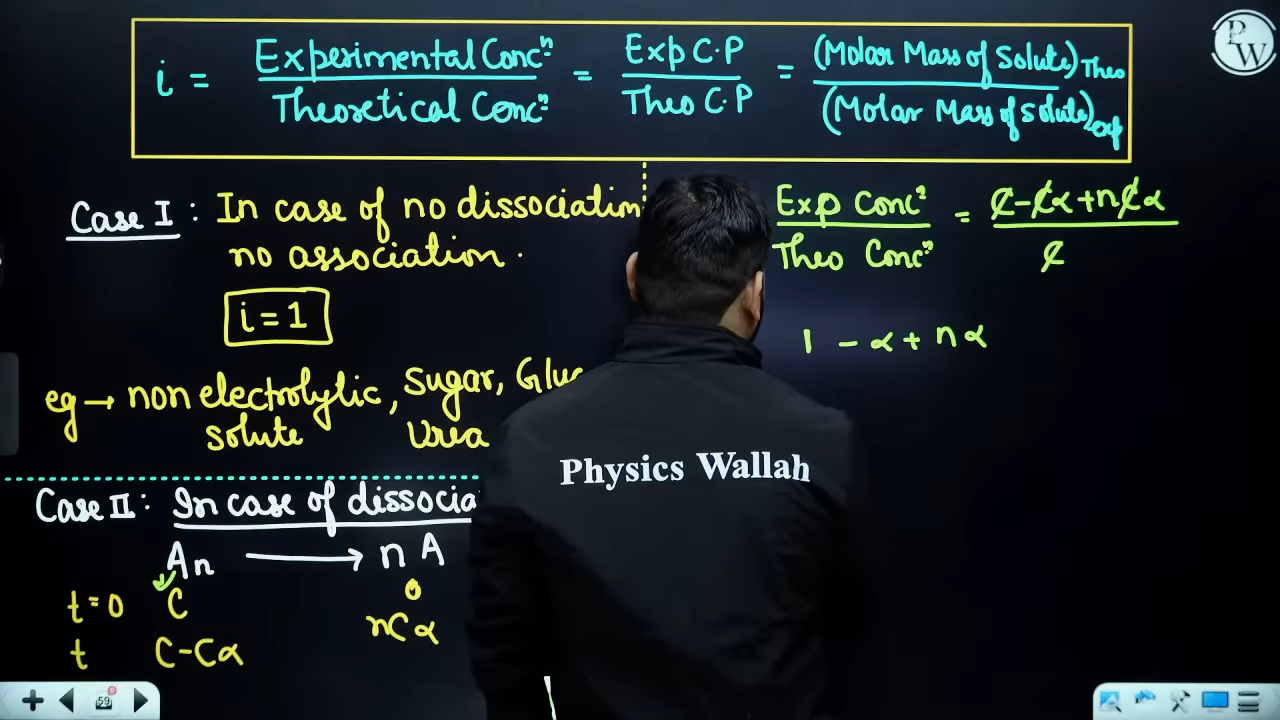 PW
i = Experimental Concⁿ / Theoretical Concⁿ = Exp C.P / Theo C.P = (Molar Mass of Solute)Theo / (Molar Mass of Solute)exp
Case I : In case of no dissociation
no association.
i = 1
eg → non electrolytic solute, Sugar,
Urea
Case II : In case of
An → n A
t=0 C 0
t C-Cα nCα
Exp Concⁿ / Theo Concⁿ = C-Cα+nCα / C
1 - α + nα
Physics Wallah
59